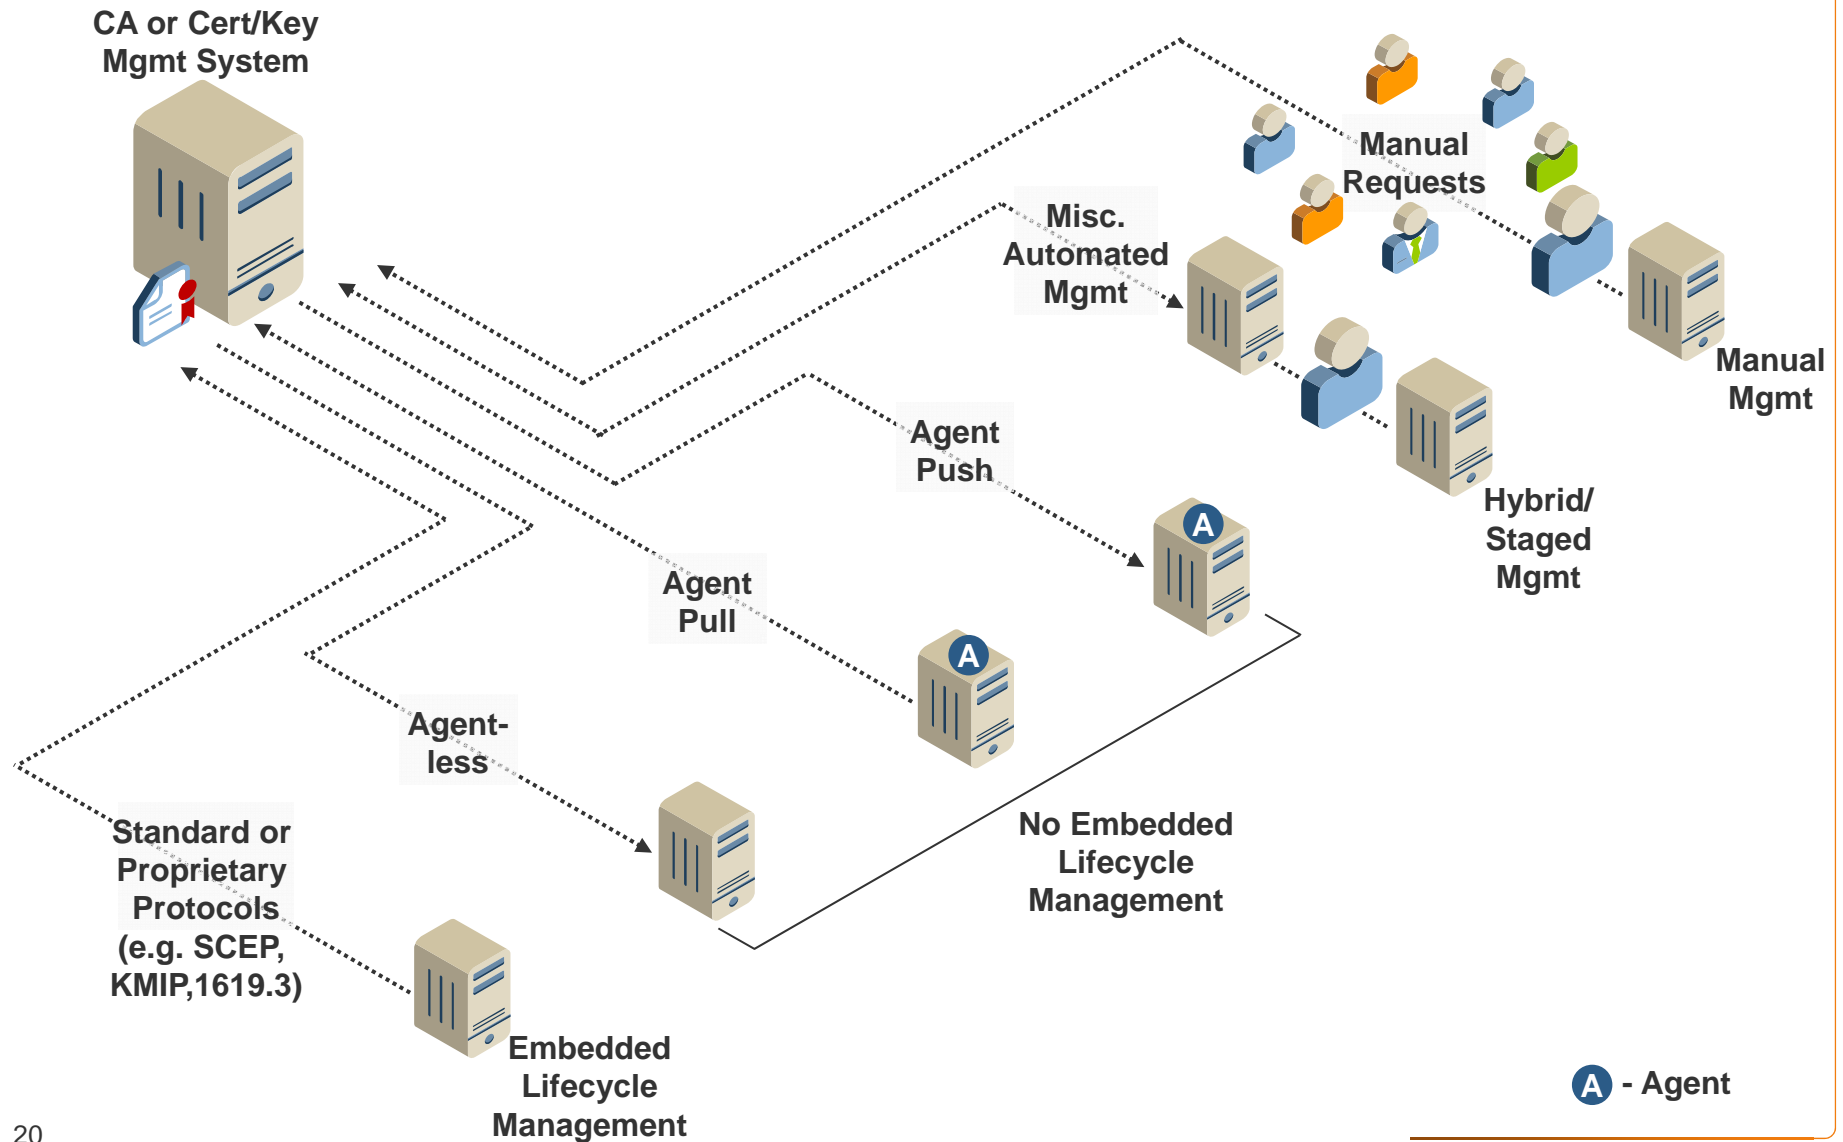 CA or Cert/Key
Mgmt System
Manual
Requests
Misc.
Automated
Mgmt
Manual
Mgmt
Agent
Push
Hybrid/
Staged
Mgmt
A
Agent
Pull
A
Agent-
less
No Embedded
Lifecycle
Management
Standard or
Proprietary
Protocols
(e.g. SCEP,
KMIP,1619.3)
Embedded
Lifecycle
Management
A - Agent
20